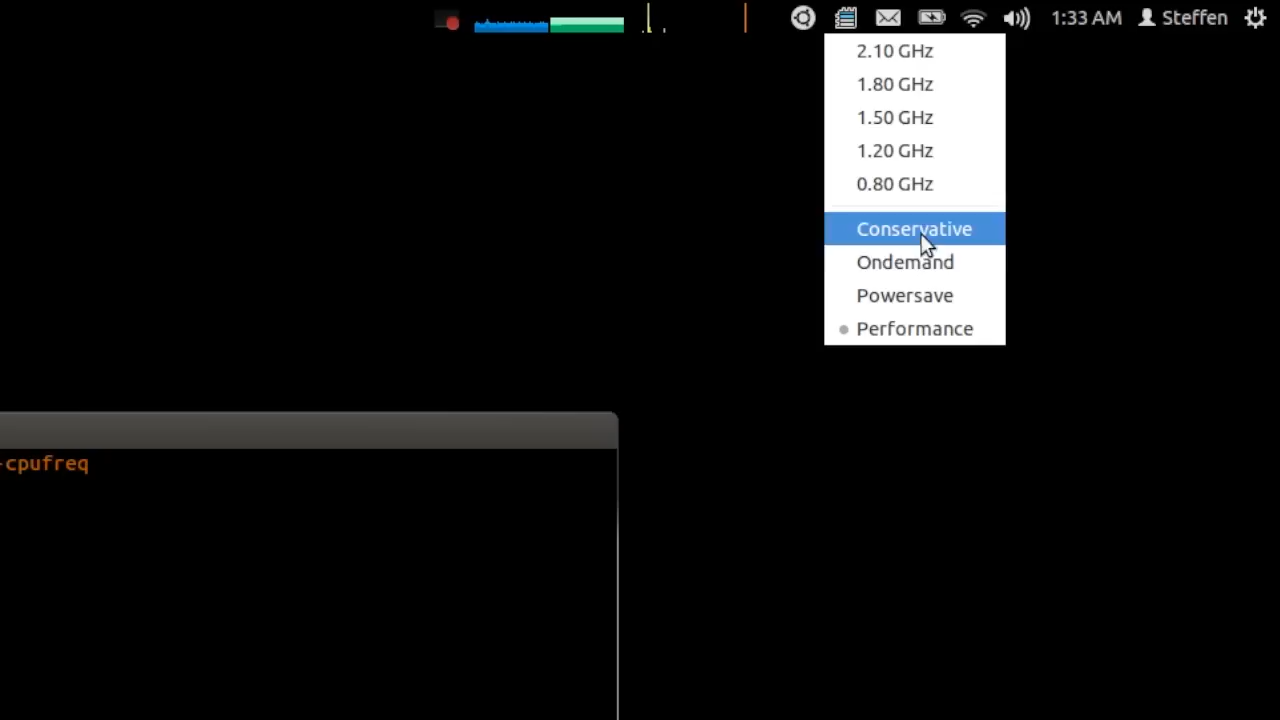 1:33 AM Steffen
2.10 GHz
1.80 GHz
1.50 GHz
1.20 GHz
0.80 GHz
Conservative
Ondemand
Powersave
Performance
-cpufreq